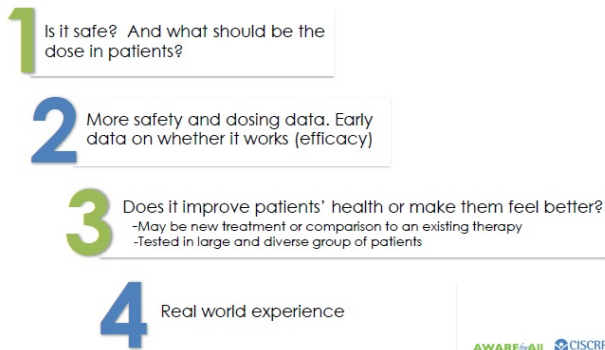 1 Is it safe? And what should be the
dose in patients?
2 More safety and dosing data. Early
data on whether it works (efficacy)
3 Does it improve patients' health or make them feel better?
-May be new treatment or comparison to an existing therapy
-Tested in large and diverse group of patients
4 Real world experience
AWARE for All CISCRP